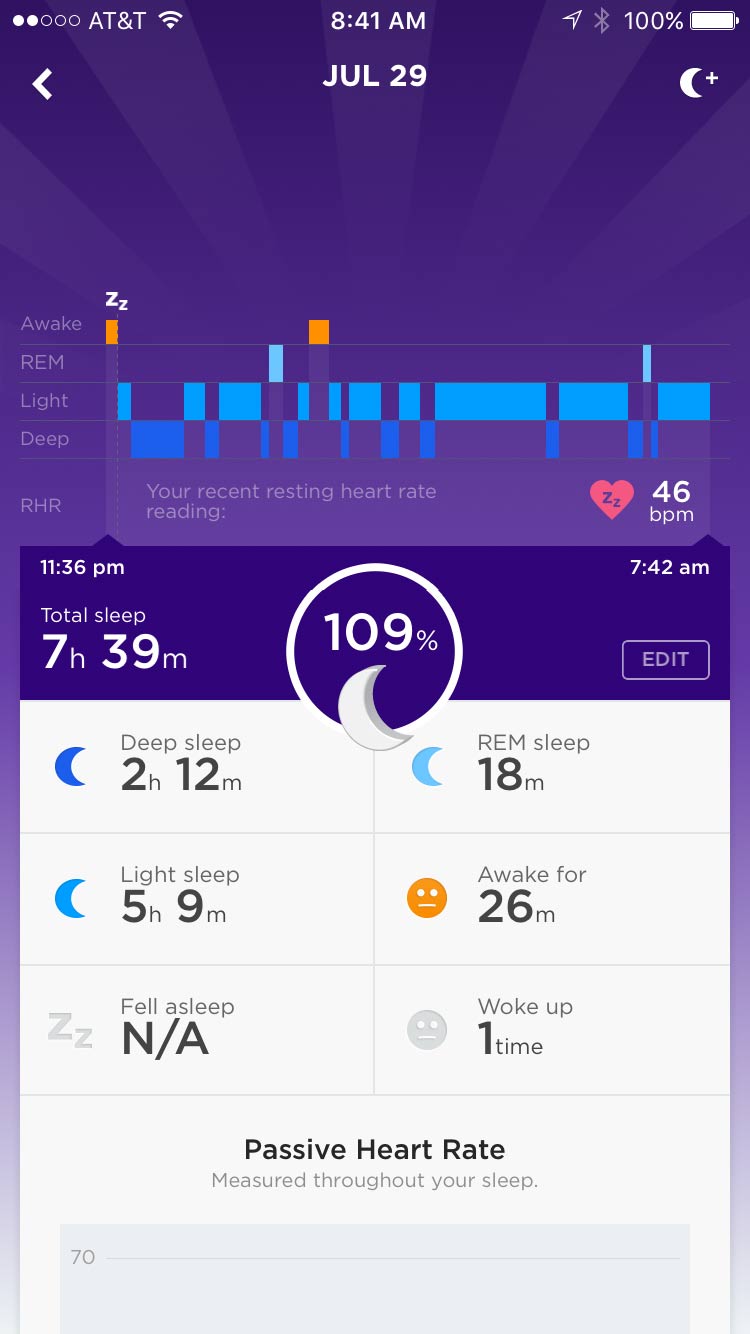 AT&T 8:41 AM 100%
JUL 29
zz
Awake
REM
Light
Deep
RHR
Your recent resting heart rate
reading:
zz
46
bpm
11:36 pm
7:42 am
Total sleep
7h 39m
109%
EDIT
Deep sleep
2h 12m
REM sleep
18m
Light sleep
5h 9m
Awake for
26m
zz
Fell asleep
N/A
Woke up
1time
Passive Heart Rate
Measured throughout your sleep.
70